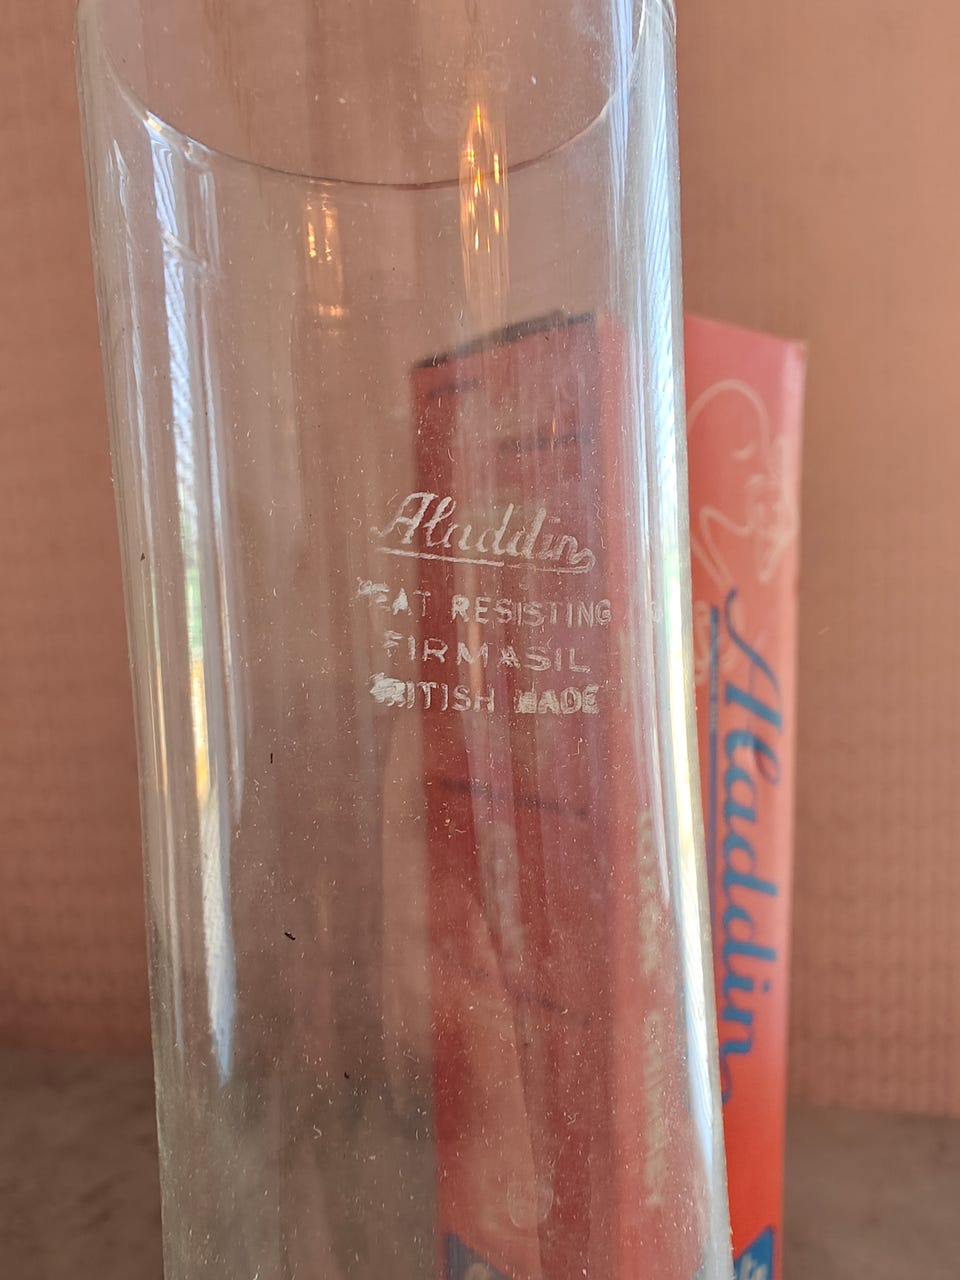 Aladdin
HEAT RESISTING
FIRMASIL
BRITISH MADE
Aladdin